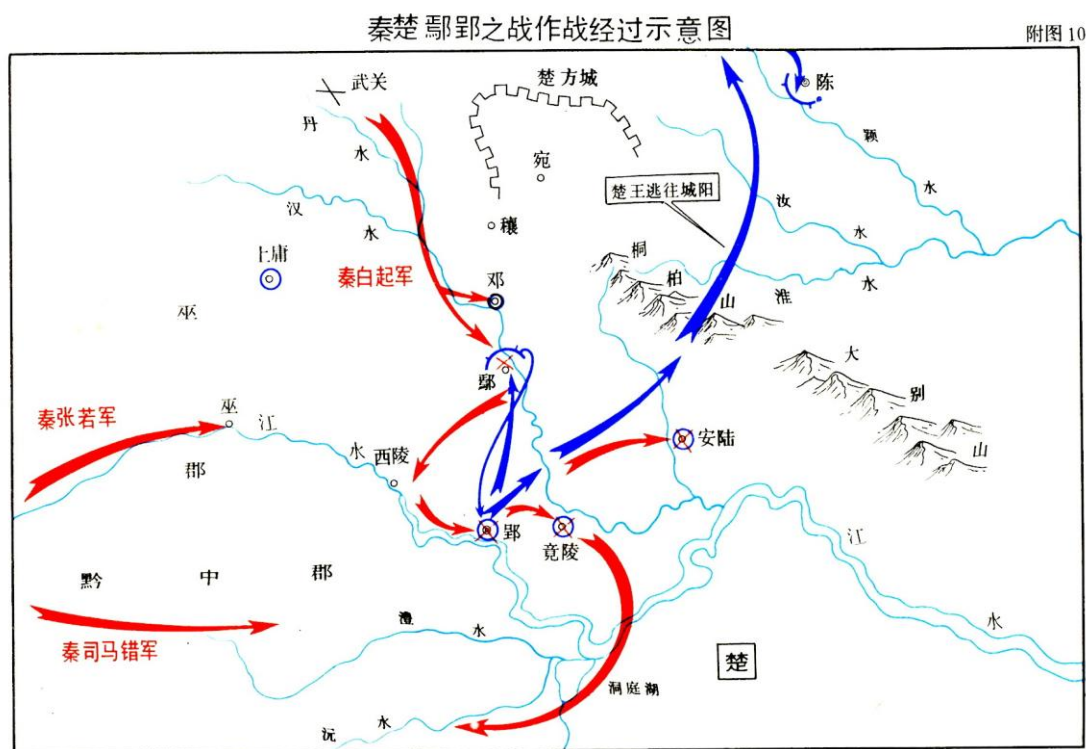 秦楚鄢郢之战作战经过示意图
附图 10
武关
楚方城
陈
丹水
宛
颍水
汉水
楚王逃往城阳
汝水
穰
上庸
秦白起军
邓
桐柏山
淮水
巫郡
鄢
大别山
秦张若军
巫
江水
西陵
安陆
郢
竟陵
江水
黔中郡
秦司马错军
澧水
楚
洞庭湖
沅水